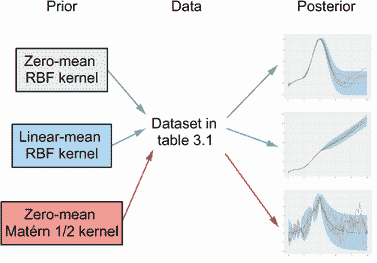 Prior
Data
Posterior
Zero-mean
RBF kernel
Linear-mean
RBF kernel
Dataset in
table 3.1
Zero-mean
Matérn 1/2 kernel